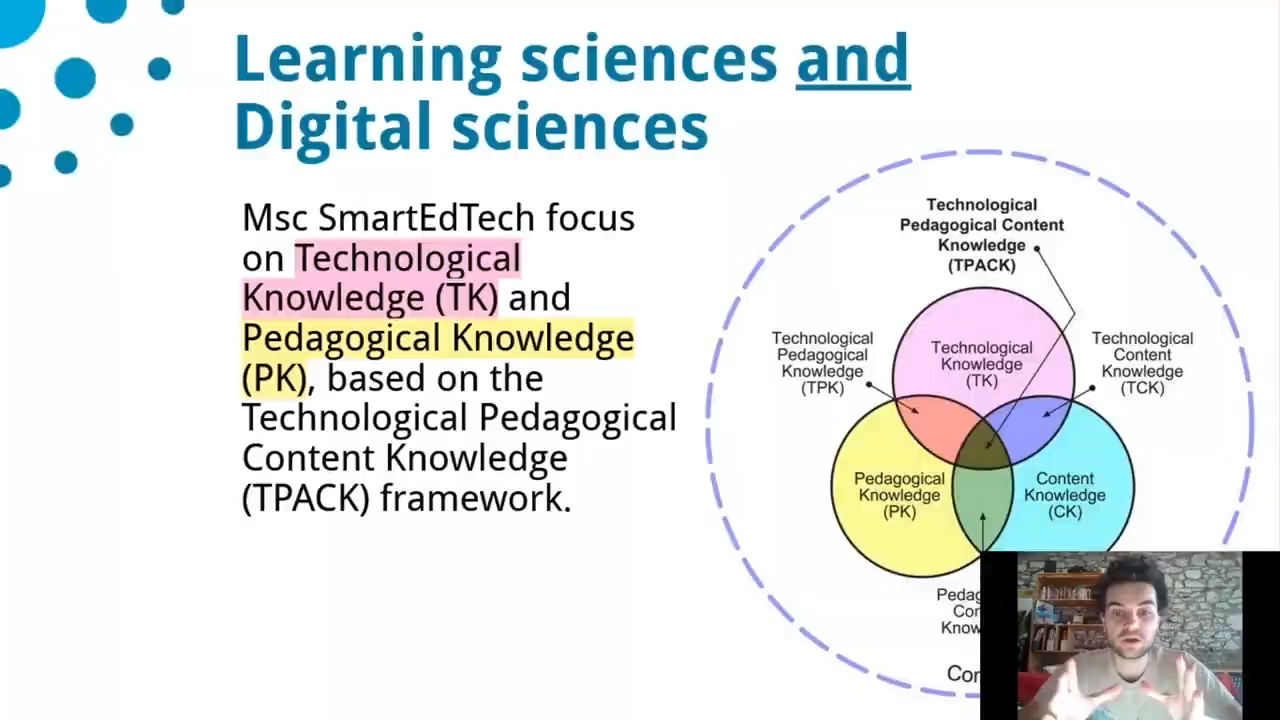 Learning sciences and
Digital sciences
Msc SmartEdTech focus
on Technological
Knowledge (TK) and
Pedagogical Knowledge
(PK), based on the
Technological Pedagogical
Content Knowledge
(TPACK) framework.
Technological
Pedagogical Content
Knowledge
(TPACK)
Technological
Pedagogical
Knowledge
(TPK)
Technological
Knowledge
(TK)
Technological
Content
Knowledge
(TCK)
Pedagogical
Knowledge
(PK)
Content
Knowledge
(CK)